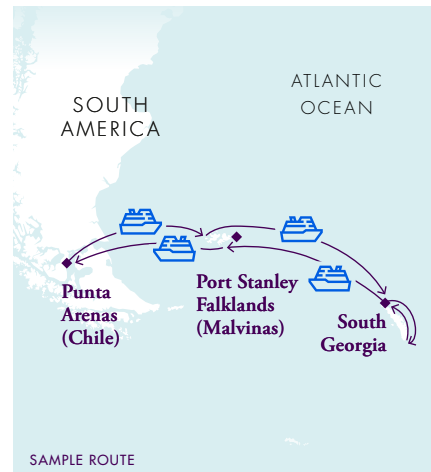 ATLANTIC
OCEAN
SOUTH
AMERICA
Punta
Arenas
(Chile)
Port Stanley
Falklands
(Malvinas)
South
Georgia
SAMPLE ROUTE